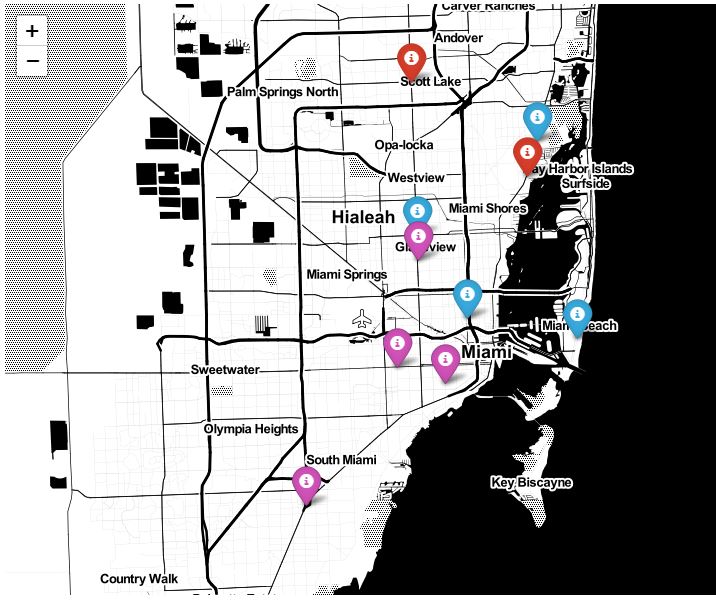 Carver Ranches
+
Andover
−
Scott Lake
Palm Springs North
Opa-locka
Bay Harbor Islands
Westview
Surfside
Miami Shores
Hialeah
Gladeview
Miami Springs
Miami Beach
Miami
Sweetwater
Olympia Heights
South Miami
Key Biscayne
Country Walk